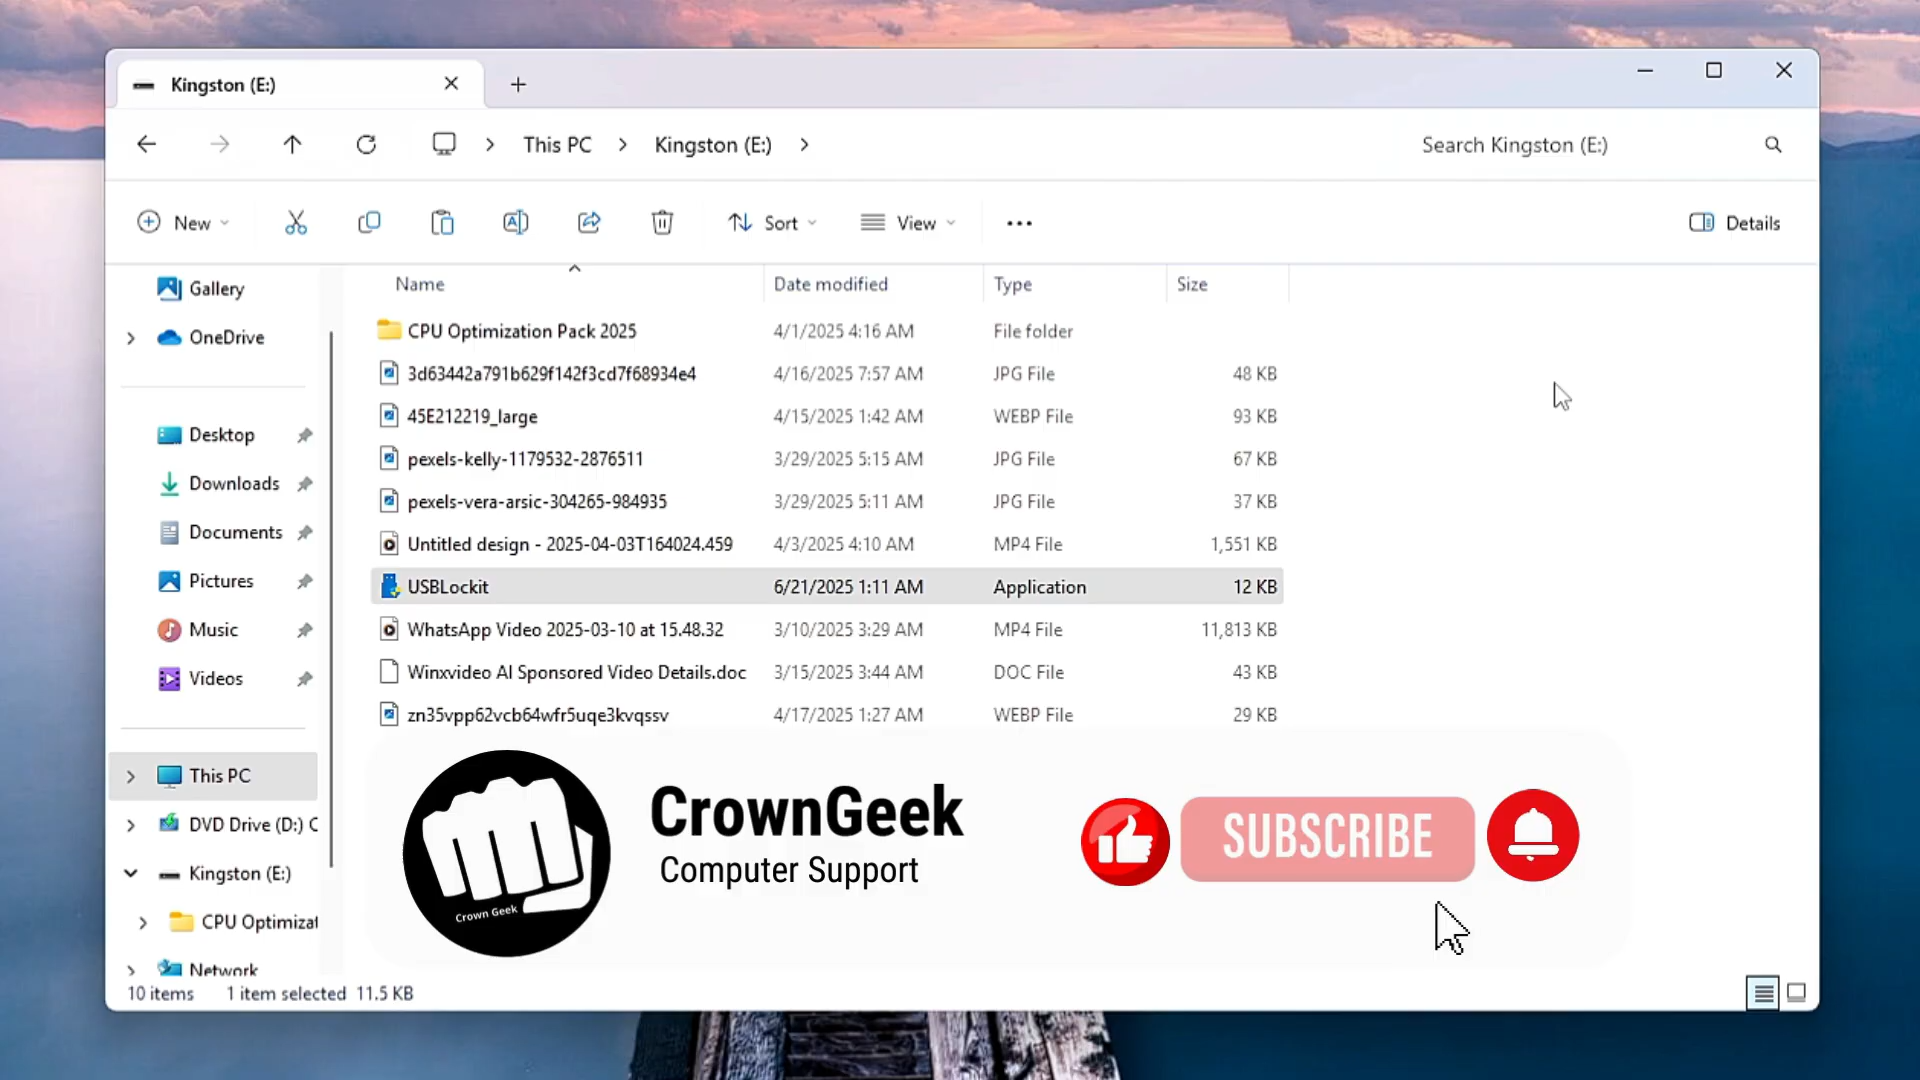 Kingston (E:)
This PC > Kingston (E:) >
Search Kingston (E:)
New
Sort
View
Details
Gallery
OneDrive
Desktop
Downloads
Documents
Pictures
Music
Videos
This PC
DVD Drive (D:) C
Kingston (E:)
CPU Optimizat
Network
Name Date modified Type Size
CPU Optimization Pack 2025 4/1/2025 4:16 AM File folder
3d63442a791b629f142f3cd7f68934e4 4/16/2025 7:57 AM JPG File 48 KB
45E212219_large 4/15/2025 1:42 AM WEBP File 93 KB
pexels-kelly-1179532-2876511 3/29/2025 5:15 AM JPG File 67 KB
pexels-vera-arsic-304265-984935 3/29/2025 5:11 AM JPG File 37 KB
Untitled design - 2025-04-03T164024.459 4/3/2025 4:10 AM MP4 File 1,551 KB
USBLockit 6/21/2025 1:11 AM Application 12 KB
WhatsApp Video 2025-03-10 at 15.48.32 3/10/2025 3:29 AM MP4 File 11,813 KB
Winxvideo AI Sponsored Video Details.doc 3/15/2025 3:44 AM DOC File 43 KB
zn35vpp62vcb64wfr5uqe3kvqssv 4/17/2025 1:27 AM WEBP File 29 KB
Crown Geek
CrownGeek
Computer Support
SUBSCRIBE
10 items 1 item selected 11.5 KB